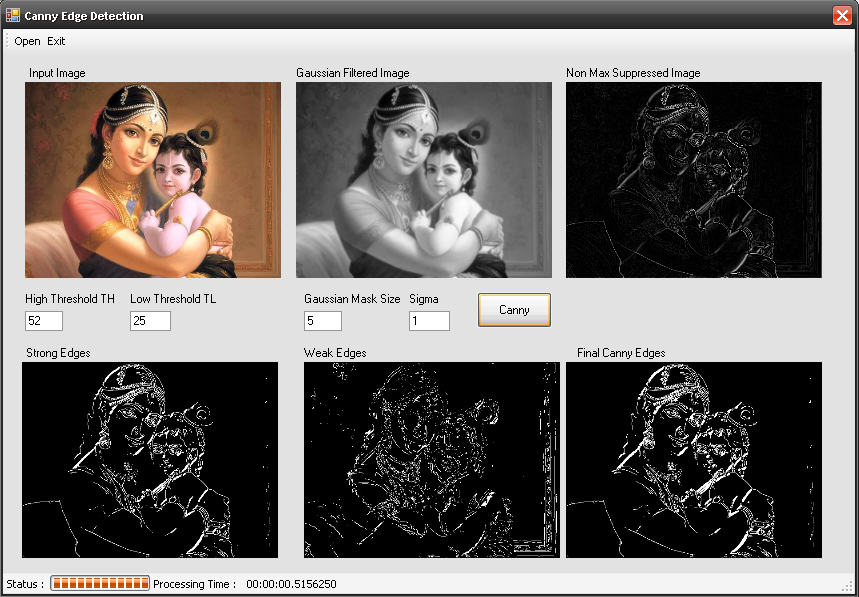 Canny Edge Detection
Open Exit
Input Image Gaussian Filtered Image Non Max Suppressed Image
High Threshold TH Low Threshold TL Gaussian Mask Size Sigma
52 25 5 1 Canny
Strong Edges Weak Edges Final Canny Edges
Status : Processing Time : 00:00:00.5156250